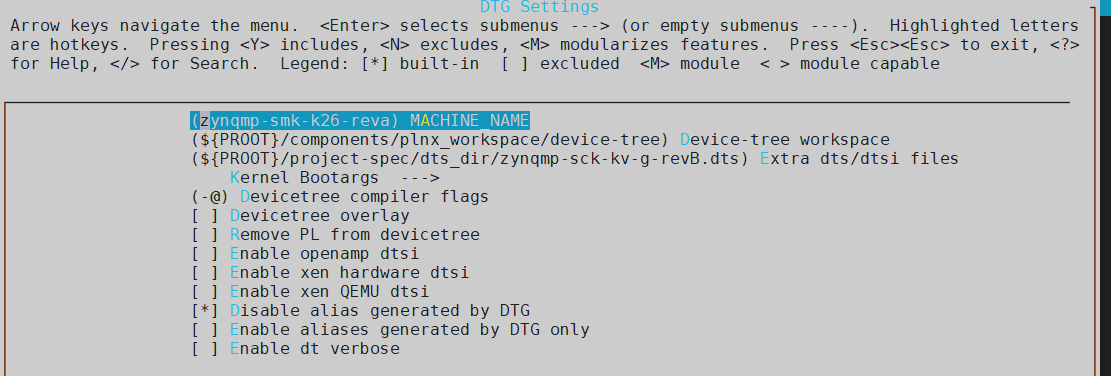 DTG Settings
Arrow keys navigate the menu.  <Enter> selects submenus ---> (or empty submenus ----).  Highlighted letters
are hotkeys.  Pressing <Y> includes, <N> excludes, <M> modularizes features.  Press <Esc><Esc> to exit, <?>
for Help, </> for Search.  Legend: [*] built-in  [ ] excluded  <M> module  < > module capable
(zynqmp-smk-k26-reva) MACHINE_NAME
(${PROOT}/components/plnx_workspace/device-tree) Device-tree workspace
(${PROOT}/project-spec/dts_dir/zynqmp-sck-kv-g-revB.dts) Extra dts/dtsi files
Kernel Bootargs  --->
(-@) Devicetree compiler flags
[ ] Devicetree overlay
[ ] Remove PL from devicetree
[ ] Enable openamp dtsi
[ ] Enable xen hardware dtsi
[ ] Enable xen QEMU dtsi
[*] Disable alias generated by DTG
[ ] Enable aliases generated by DTG only
[ ] Enable dt verbose